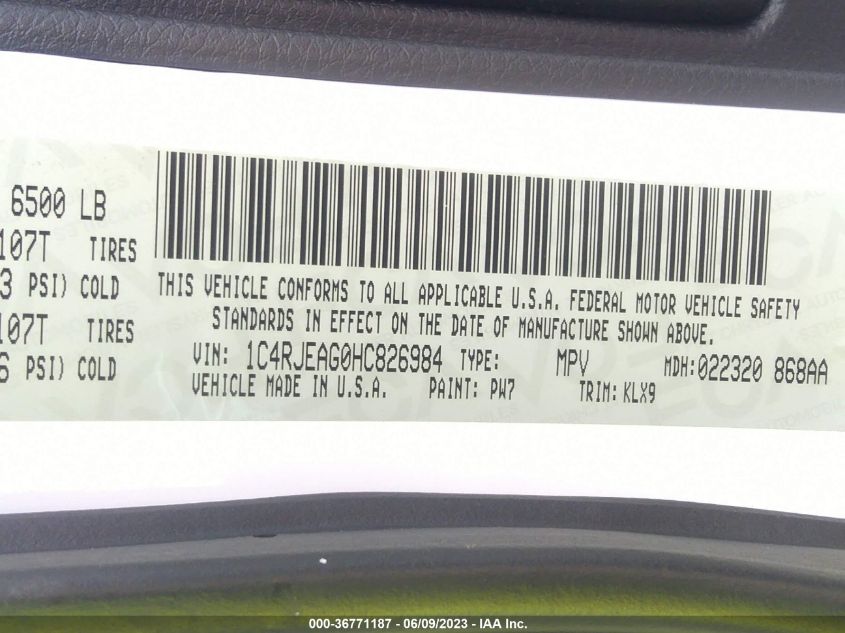 6500 LB
107T TIRES
3 PSI) COLD
107T TIRES
6 PSI) COLD
THIS VEHICLE CONFORMS TO ALL APPLICABLE U.S.A. FEDERAL MOTOR VEHICLE SAFETY
STANDARDS IN EFFECT ON THE DATE OF MANUFACTURE SHOWN ABOVE.
VIN: 1C4RJEAG0HC826984 TYPE: MPV MDH:022320 868AA
VEHICLE MADE IN U.S.A. PAINT: PW7 TRIM: KLX9
000-36771187 - 06/09/2023 - IAA Inc.